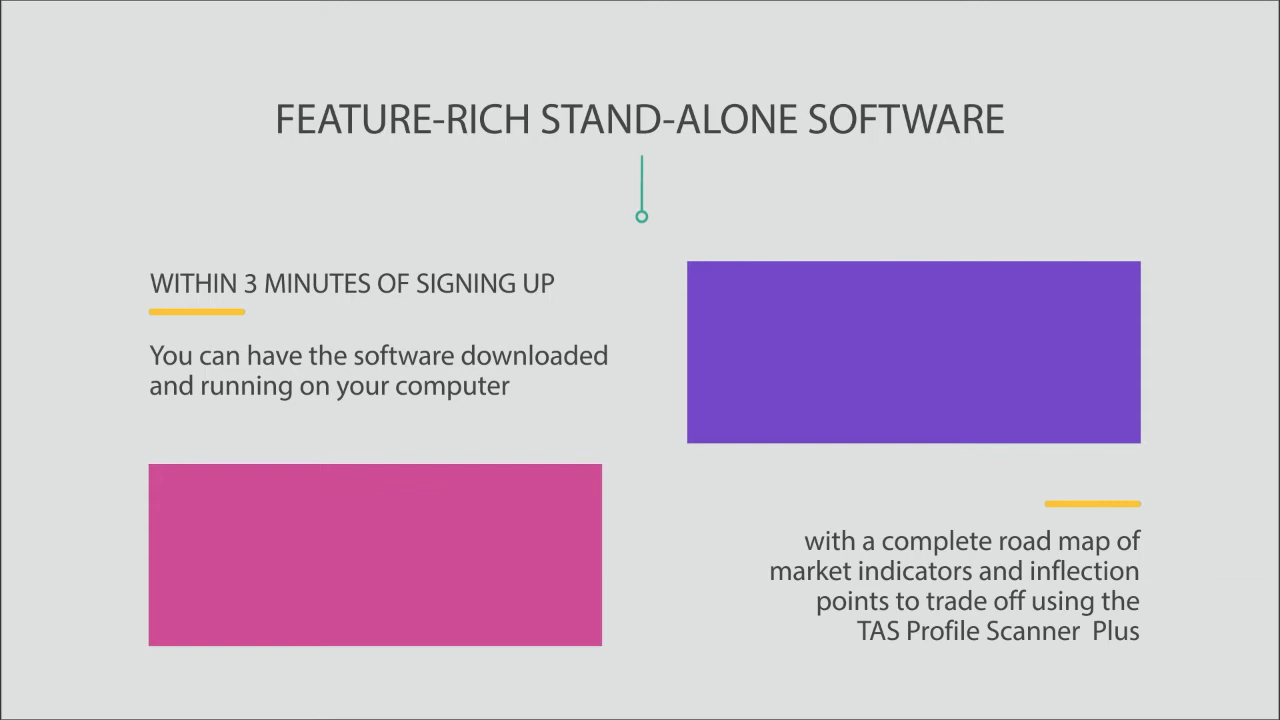 FEATURE-RICH STAND-ALONE SOFTWARE
WITHIN 3 MINUTES OF SIGNING UP
You can have the software downloaded
and running on your computer
with a complete road map of
market indicators and inflection
points to trade off using the
TAS Profile Scanner  Plus